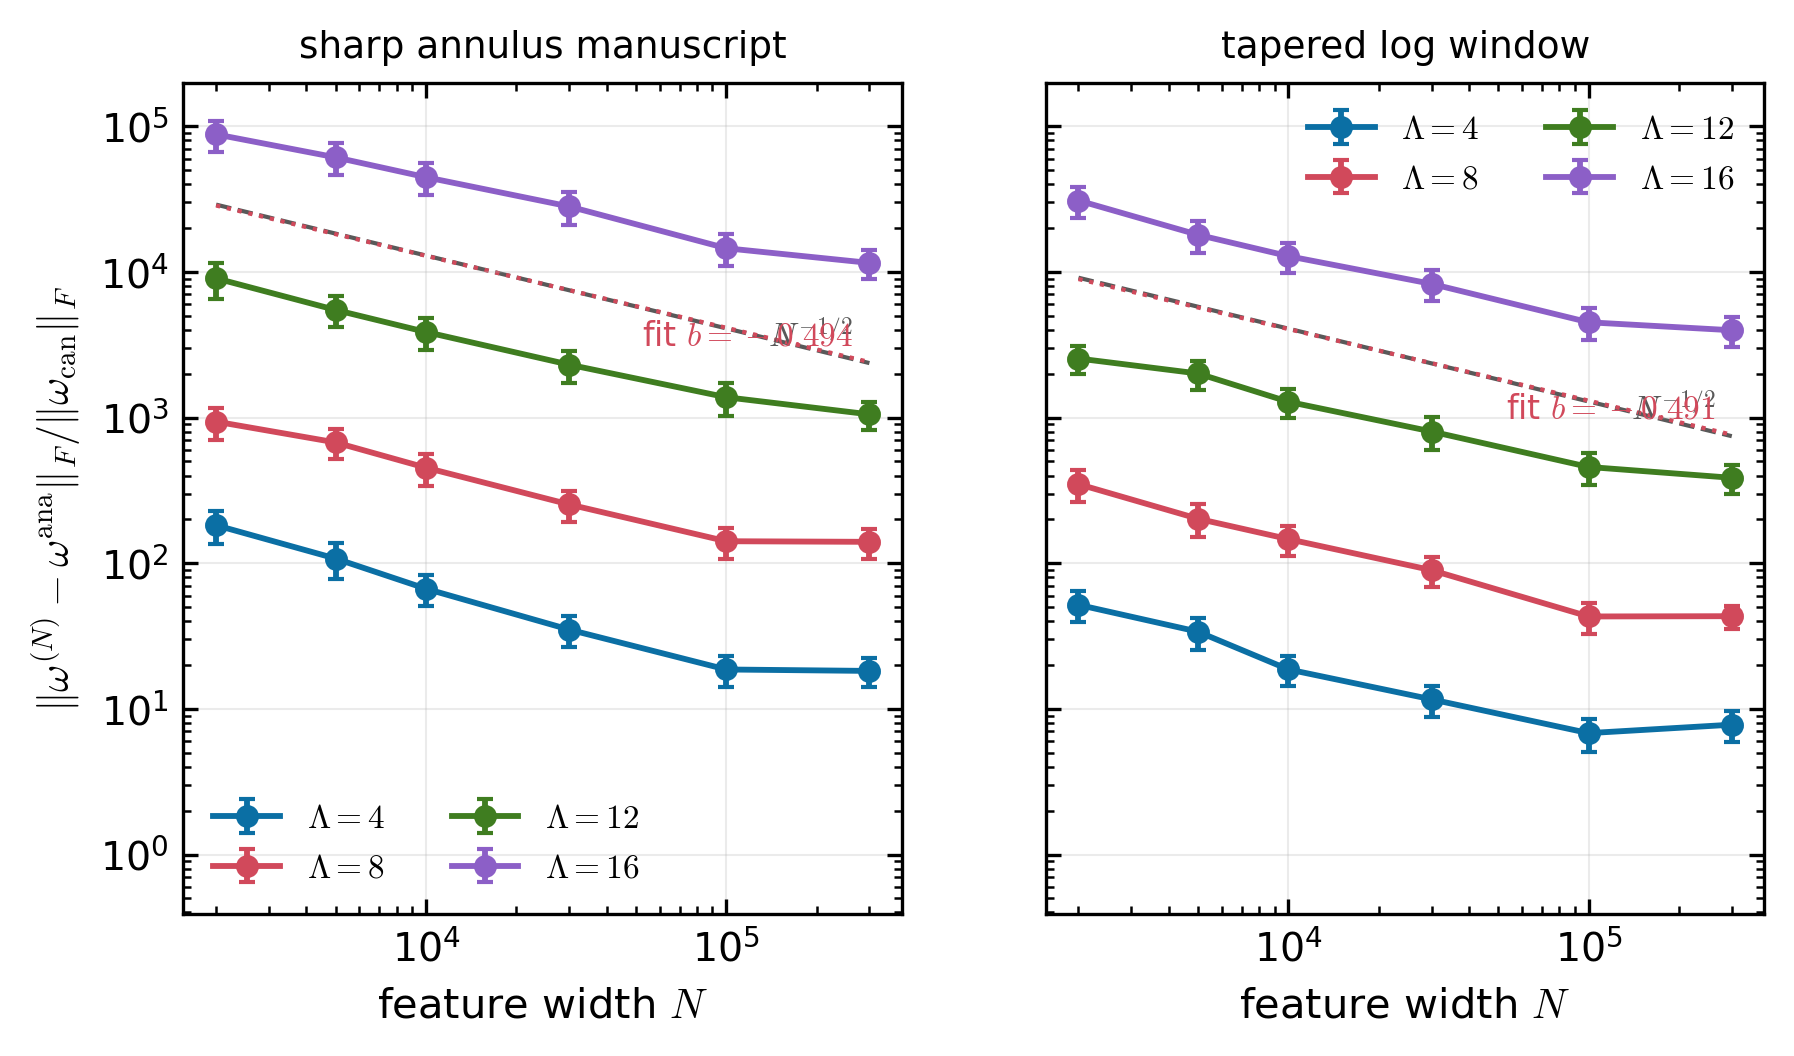 sharp annulus manuscript
tapered log window
‖ω^(N) − ω^ana‖_F/‖ω_can‖_F
10^5
10^4
10^3
10^2
10^1
10^0
fit b = −0.494
N^−1/2
Λ = 4
Λ = 12
Λ = 8
Λ = 16
10^4
10^5
feature width N
Λ = 4
Λ = 12
Λ = 8
Λ = 16
fit b = −0.491
N^−1/2
10^4
10^5
feature width N